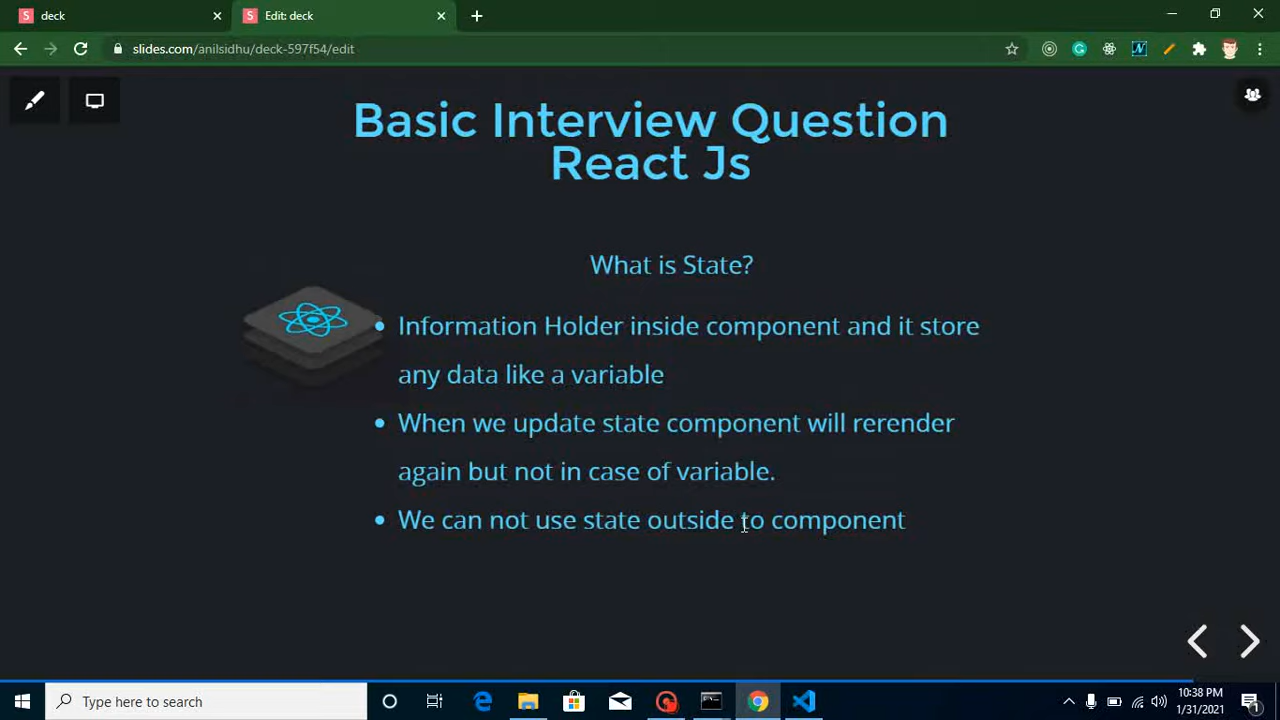 deck
Edit: deck
slides.com/anilsidhu/deck-597f54/edit
Basic Interview Question
React Js
What is State?
Information Holder inside component and it store
any data like a variable
When we update state component will rerender
again but not in case of variable.
We can not use state outside to component
Type here to search
10:38 PM
1/31/2021